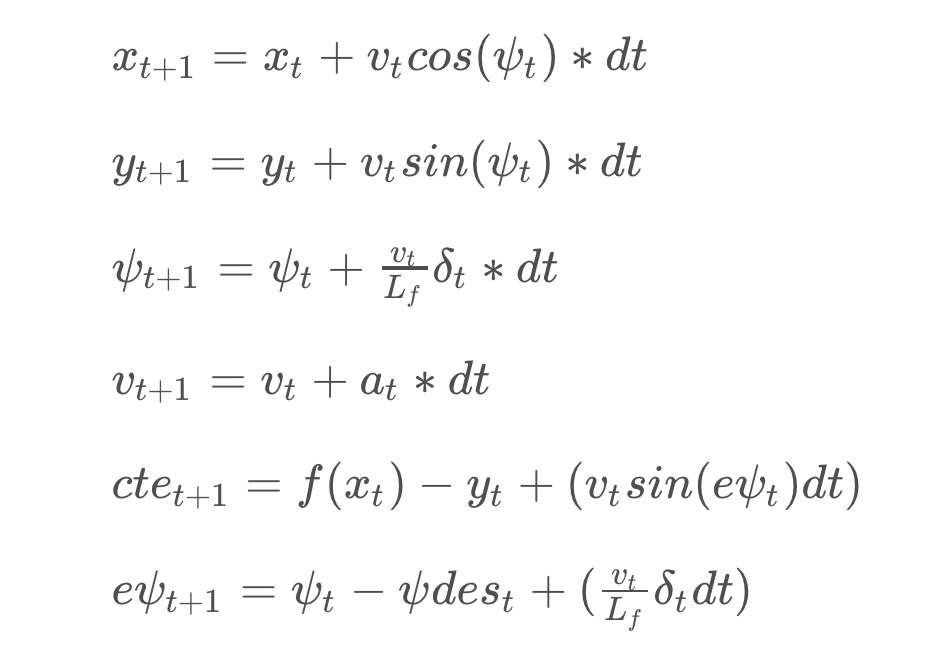 x_{t+1} = x_t + v_t cos(ψ_t) * dt
y_{t+1} = y_t + v_t sin(ψ_t) * dt
ψ_{t+1} = ψ_t + \frac{v_t}{L_f} δ_t * dt
v_{t+1} = v_t + a_t * dt
cte_{t+1} = f(x_t) − y_t + (v_t sin(eψ_t)dt)
eψ_{t+1} = ψ_t − ψdes_t + (\frac{v_t}{L_f} δ_t dt)